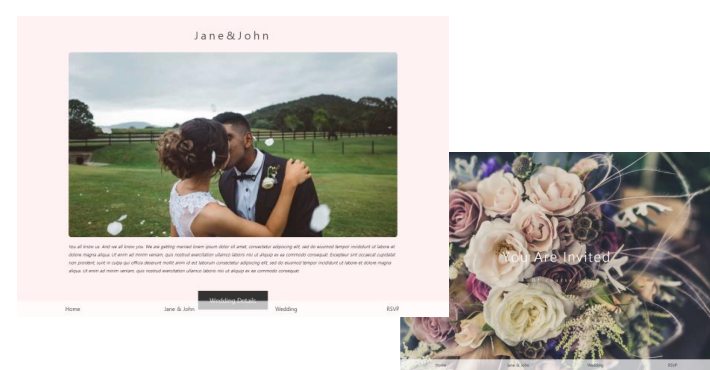 Jane&John
You all know us. And we all know you. We are getting married lorem ipsum dolor sit amet, consectetur adipiscing elit, sed do eiusmod tempor incididunt ut labore et
dolore magna aliqua. Ut enim ad minim veniam, quis nostrud exercitation ullamco laboris nisi ut aliquip ex ea commodo consequat. Excepteur sint occaecat cupidatat
non proident, sunt in culpa qui officia deserunt mollit anim id est laborum consectetur adipiscing elit, sed do eiusmod tempor incididunt ut labore et dolore magna
aliqua. Ut enim ad minim veniam, quis nostrud exercitation ullamco laboris nisi ut aliquip ex ea commodo consequat.
Wedding Details
Home Jane & John Wedding RSVP
You Are Invited
Home Jane & John Wedding RSVP